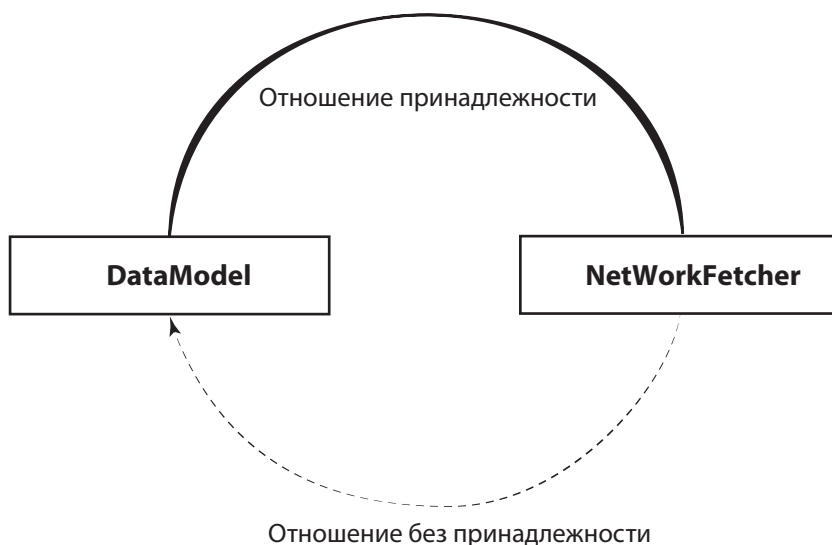 Отношение принадлежности
DataModel
NetWorkFetcher
Отношение без принадлежности